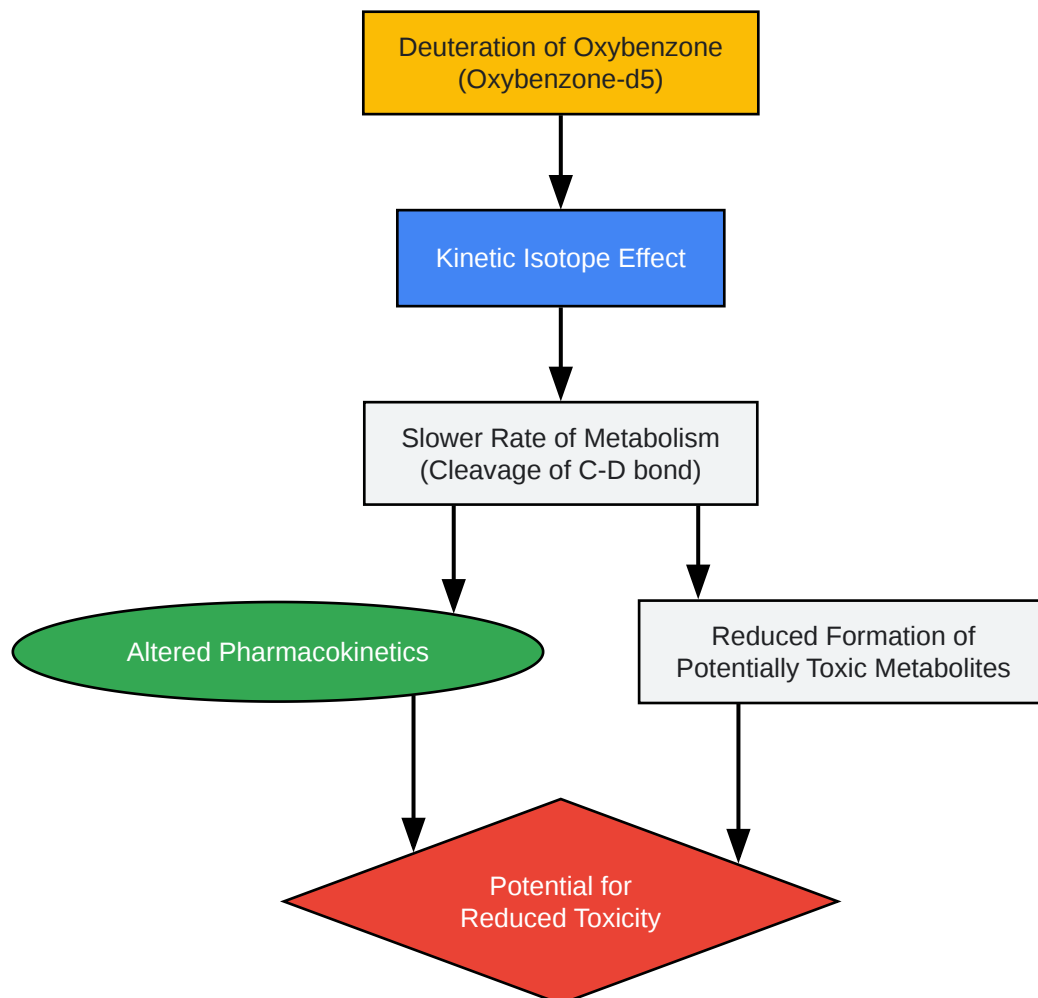 Deuteration of Oxybenzone
(Oxybenzone-d5)
Kinetic Isotope Effect
Slower Rate of Metabolism
(Cleavage of C-D bond)
Altered Pharmacokinetics
Reduced Formation of
Potentially Toxic Metabolites
Potential for
Reduced Toxicity